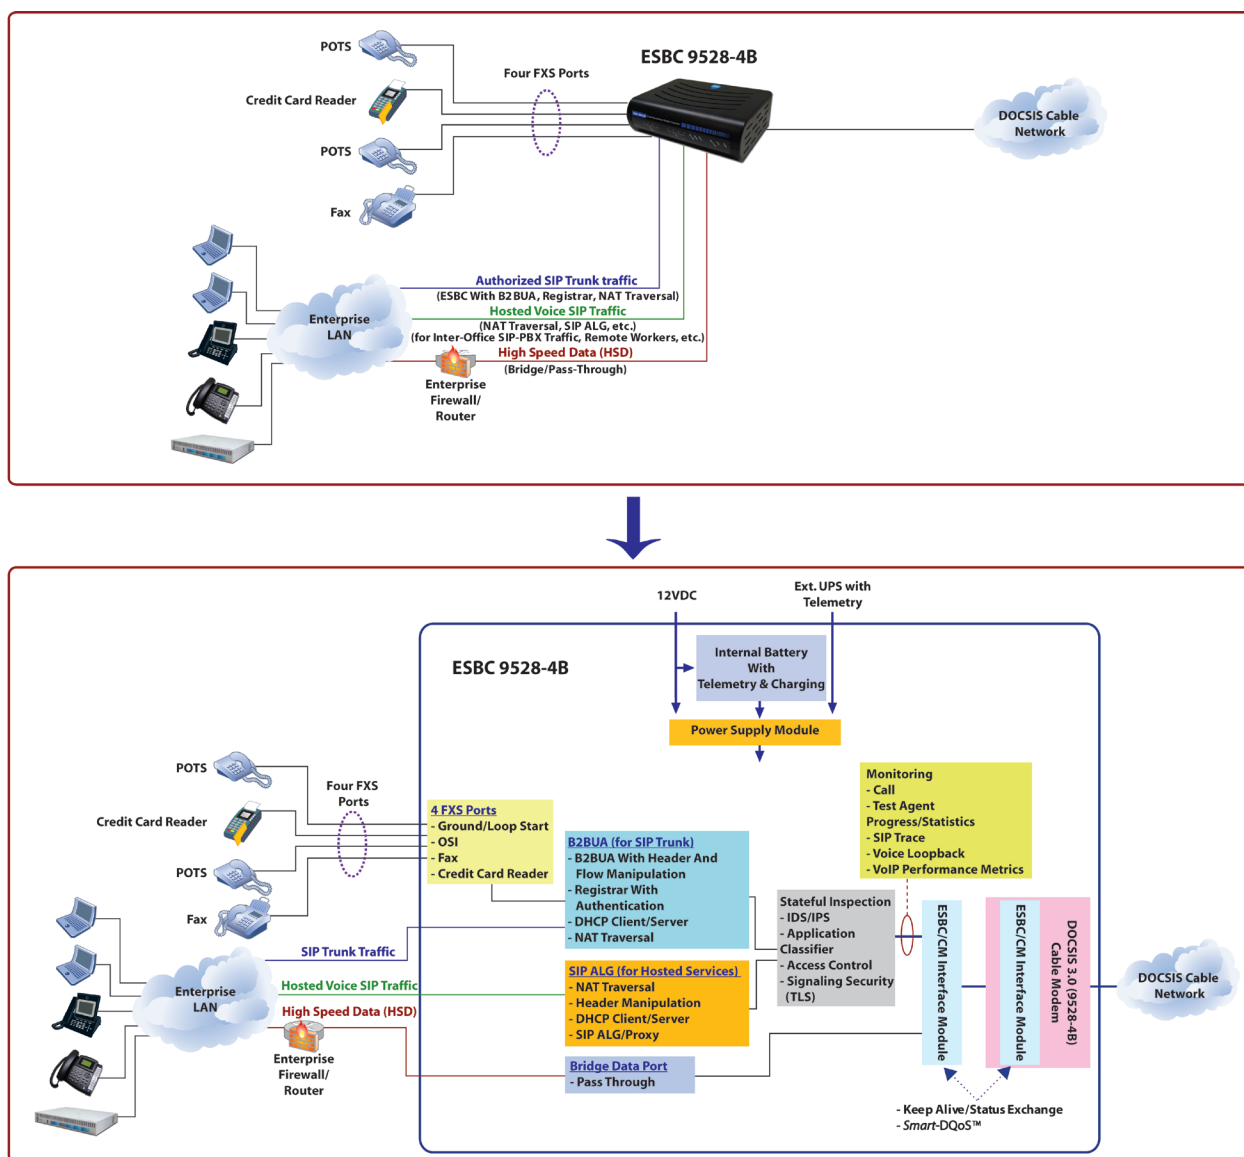 POTS
ESBC 9528-4B
Four FXS Ports
Credit Card Reader
DOCSIS Cable
Network
POTS
Fax
Authorized SIP Trunk traffic
(ESBC With B2BUA, Registrar, NAT Traversal)
Enterprise
LAN
Hosted Voice SIP Traffic
(NAT Traversal, SIP ALG, etc.)
(for Inter-Office SIP-PBX Traffic, Remote Workers, etc.)
High Speed Data (HSD)
(Bridge/Pass-Through)
Enterprise
Firewall/
Router
12VDC
Ext. UPS with
Telemetry
ESBC 9528-4B
Internal Battery
With
Telemetry & Charging
Power Supply Module
POTS
Four FXS
Ports
Credit Card Reader
POTS
Fax
4 FXS Ports
- Ground/Loop Start
- OSI
- Fax
- Credit Card Reader
B2BUA (for SIP Trunk)
- B2BUA With Header And
Flow Manipulation
- Registrar With
Authentication
- DHCP Client/Server
- NAT Traversal
Monitoring
- Call
- Test Agent
Progress/Statistics
- SIP Trace
- Voice Loopback
- VoIP Performance Metrics
Stateful Inspection
- IDS/IPS
- Application
Classifier
- Access Control
- Signaling Security
(TLS)
ESBC/CM Interface Module
ESBC/CM Interface Module
DOCSIS 3.0 (9528-4B)
Cable Modem
DOCSIS Cable
Network
SIP Trunk Traffic
Enterprise
LAN
Hosted Voice SIP Traffic
High Speed Data (HSD)
Enterprise
Firewall/
Router
SIP ALG (for Hosted Services)
- NAT Traversal
- Header Manipulation
- DHCP Client/Server
- SIP ALG/Proxy
Bridge Data Port
- Pass Through
- Keep Alive/Status Exchange
- Smart-DQoS™